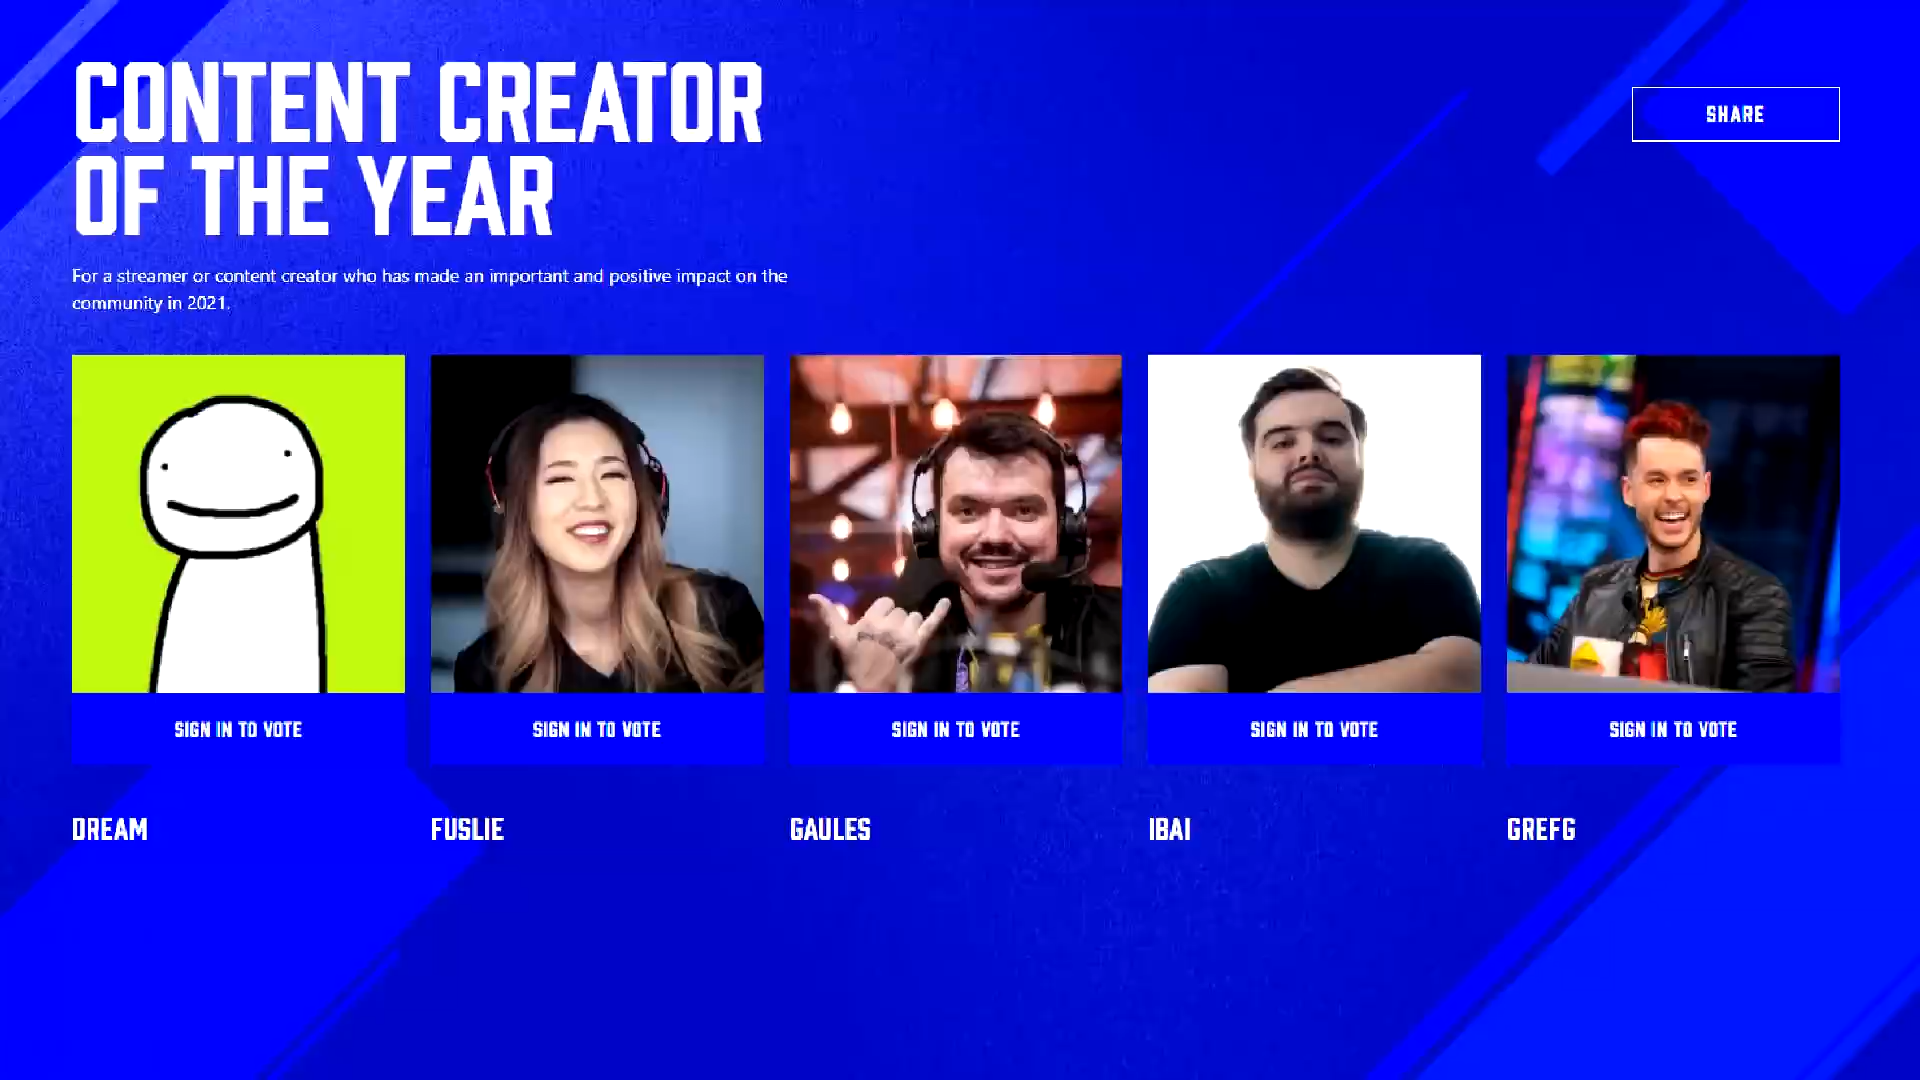 CONTENT CREATOR
OF THE YEAR
SHARE
For a streamer or content creator who has made an important and positive impact on the
community in 2021.
SIGN IN TO VOTE
SIGN IN TO VOTE
SIGN IN TO VOTE
SIGN IN TO VOTE
SIGN IN TO VOTE
DREAM
FUSLIE
GAULES
IBAI
GREFG